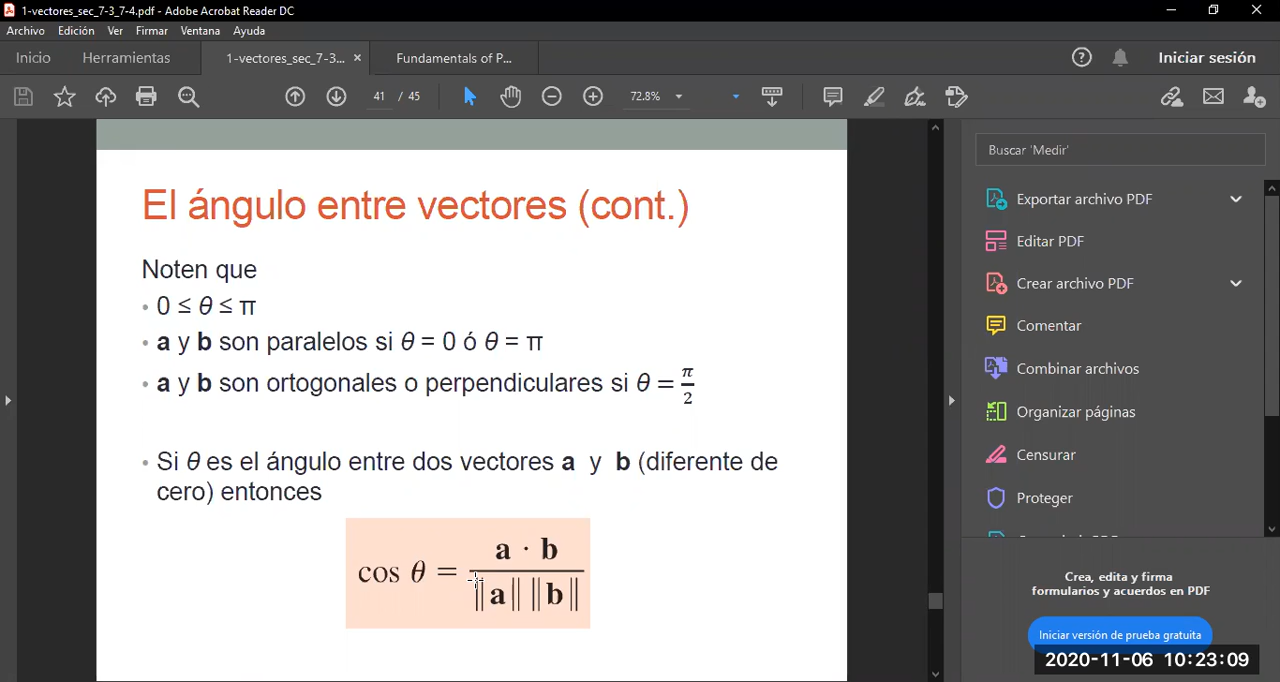 1-vectores_sec_7-3_7-4.pdf - Adobe Acrobat Reader DC
Archivo Edición Ver Firmar Ventana Ayuda
Inicio Herramientas 1-vectores_sec_7-3... × Fundamentals of P... Iniciar sesión
41 / 45 72.8%
El ángulo entre vectores (cont.)
Noten que
• 0 ≤ θ ≤ π
• a y b son paralelos si θ = 0 ó θ = π
• a y b son ortogonales o perpendiculares si θ = π/2
• Si θ es el ángulo entre dos vectores a y b (diferente de
cero) entonces
cos θ = a · b / ‖a‖ ‖b‖
Buscar 'Medir'
Exportar archivo PDF
Editar PDF
Crear archivo PDF
Comentar
Combinar archivos
Organizar páginas
Censurar
Proteger
Crea, edita y firma
formularios y acuerdos en PDF
Iniciar versión de prueba gratuita
2020-11-06 10:23:09